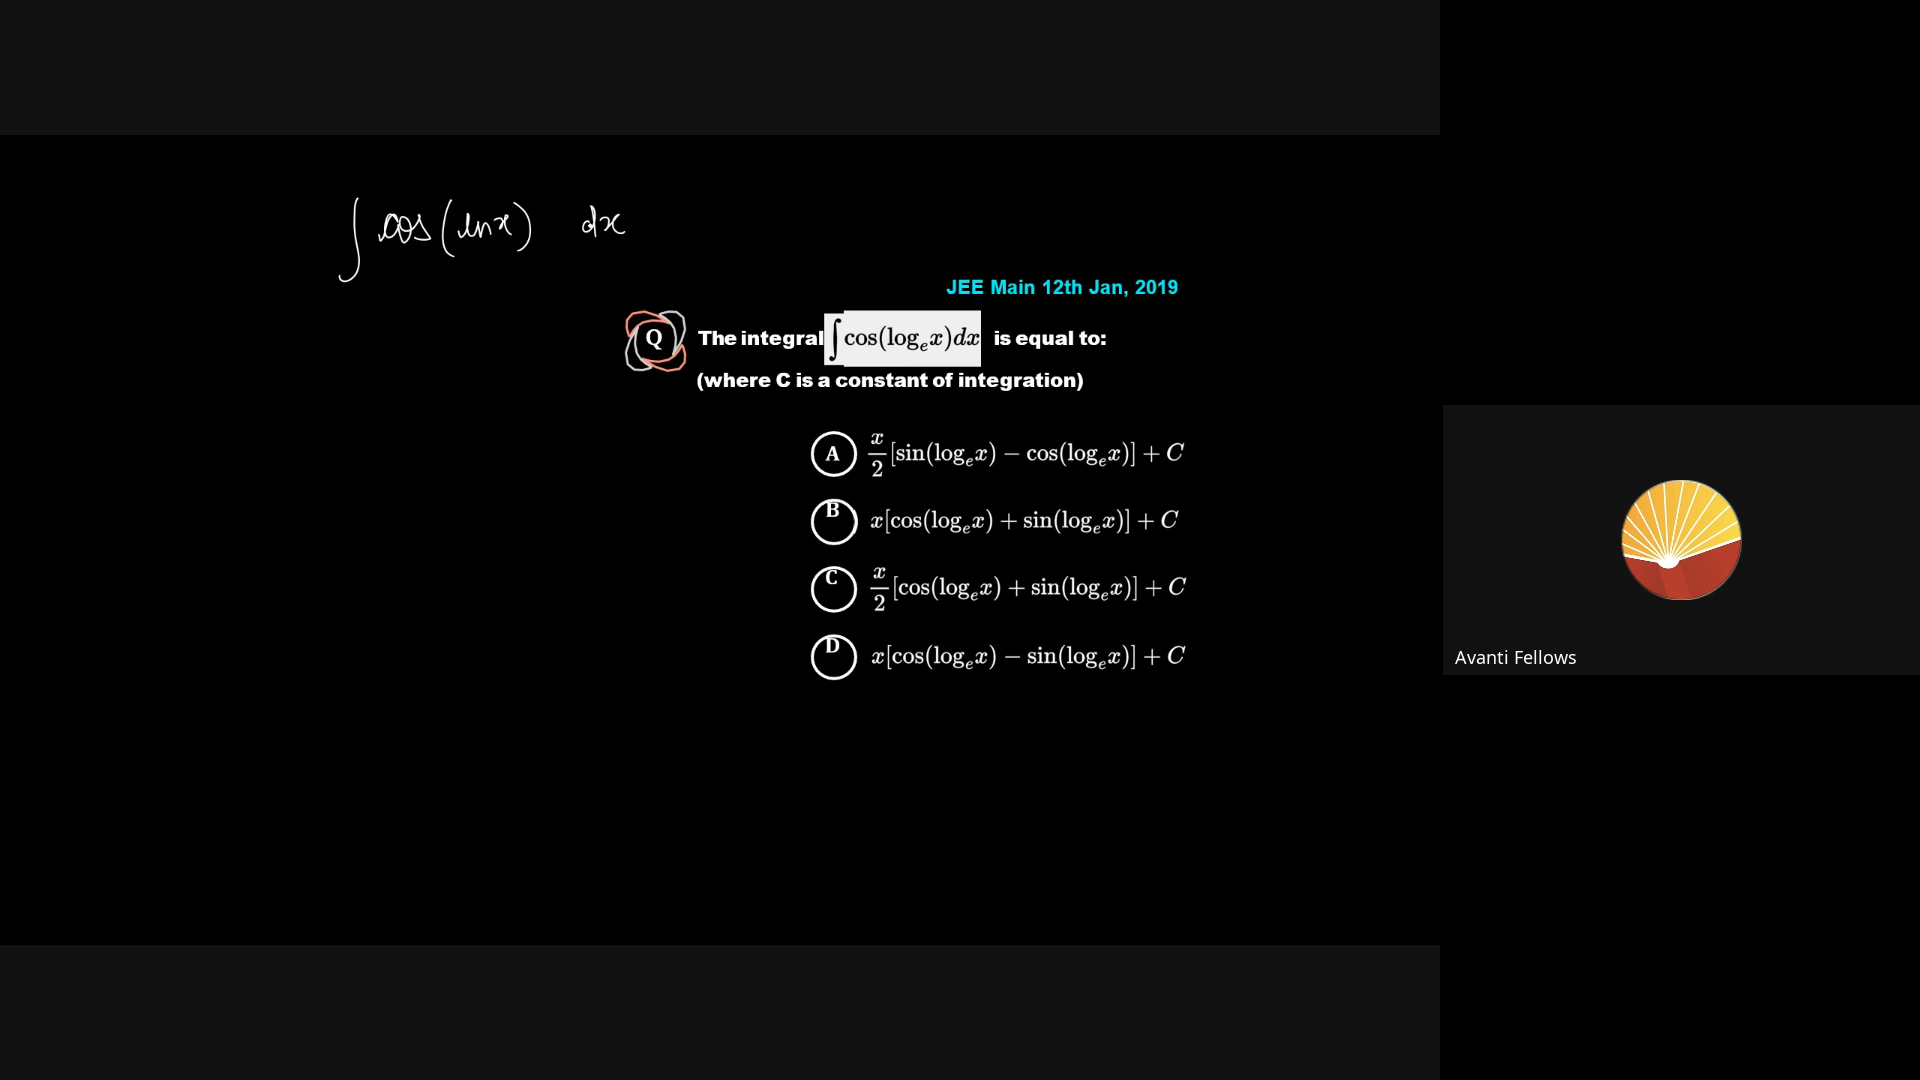 ∫ cos(lnx) dx
JEE Main 12th Jan, 2019
Q The integral ∫cos(logₑx)dx is equal to:
(where C is a constant of integration)
A x/2[sin(logₑx) − cos(logₑx)] + C
B x[cos(logₑx) + sin(logₑx)] + C
C x/2[cos(logₑx) + sin(logₑx)] + C
D x[cos(logₑx) − sin(logₑx)] + C
Avanti Fellows